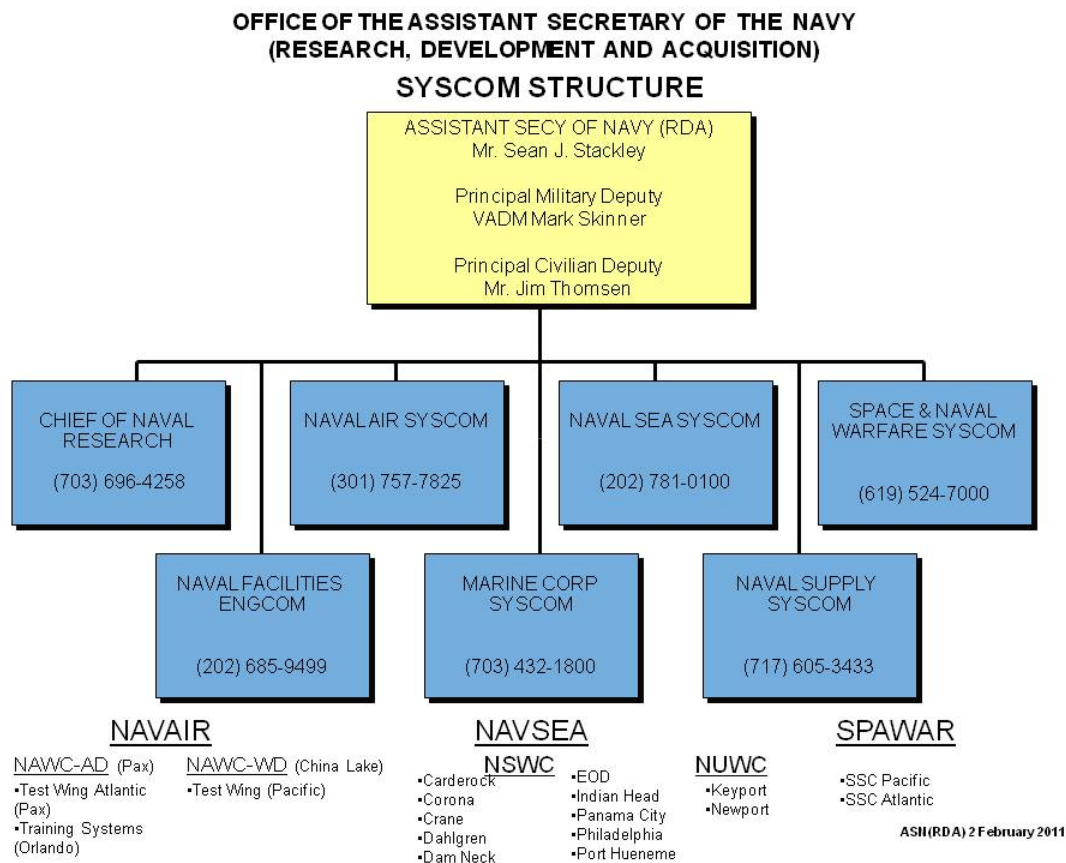 OFFICE OF THE ASSISTANT SECRETARY OF THE NAVY
(RESEARCH, DEVELOPMENT AND ACQUISITION)
SYSCOM STRUCTURE
ASSISTANT SECY OF NAVY (RDA)
Mr. Sean J. Stackley
Principal Military Deputy
VADM Mark Skinner
Principal Civilian Deputy
Mr. Jim Thomsen
CHIEF OF NAVAL
RESEARCH
(703) 696-4258
NAVAL AIR SYSCOM
(301) 757-7825
NAVAL SEA SYSCOM
(202) 781-0100
SPACE & NAVAL
WARFARE SYSCOM
(619) 524-7000
NAVAL FACILITIES
ENGCOM
(202) 685-9499
MARINE CORP
SYSCOM
(703) 432-1800
NAVAL SUPPLY
SYSCOM
(717) 605-3433
NAVAIR
NAWC-AD (Pax)
•Test Wing Atlantic
(Pax)
•Training Systems
(Orlando)
NAWC-WD (China Lake)
•Test Wing (Pacific)
NAVSEA
NSWC
•Carderock
•Corona
•Crane
•Dahlgren
•Dam Neck
•EOD
•Indian Head
•Panama City
•Philadelphia
•Port Hueneme
NUWC
•Keyport
•Newport
SPAWAR
•SSC Pacific
•SSC Atlantic
ASN(RDA) 2 February 2011